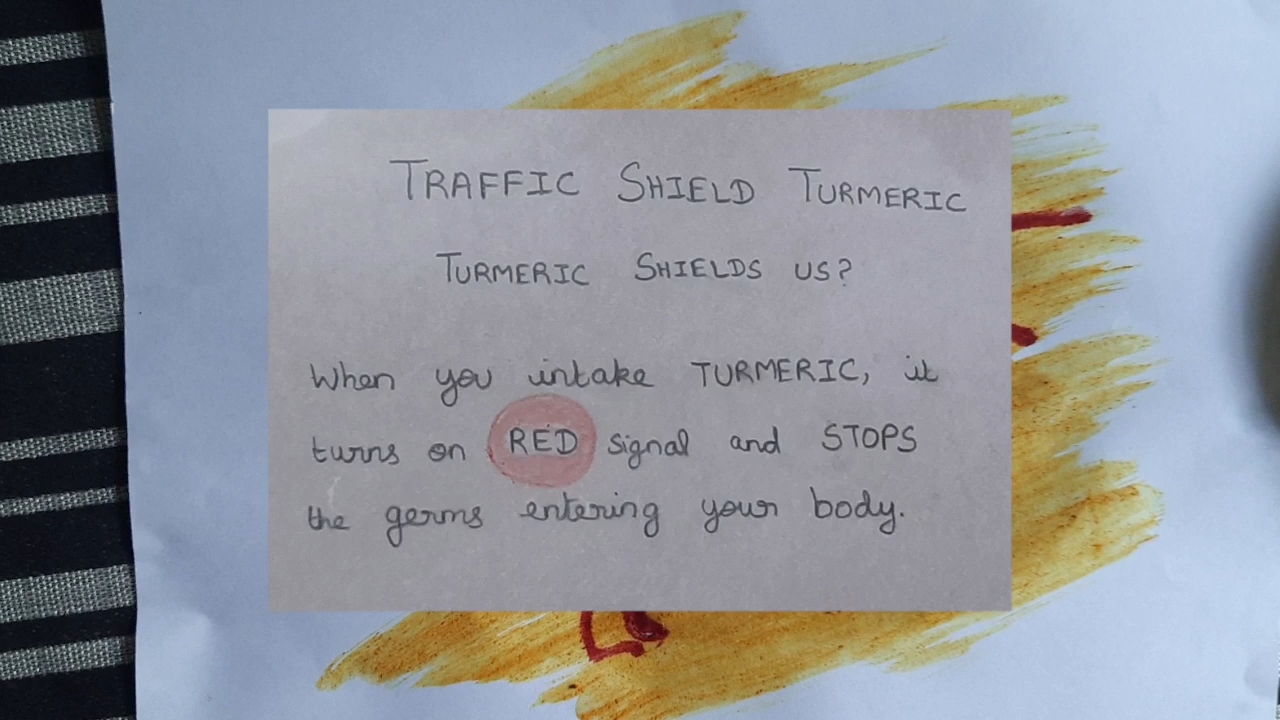 TRAFFIC SHIELD TURMERIC
TURMERIC SHIELDS US?
When you intake TURMERIC, it
turns on RED signal and STOPS
the germs entering your body.